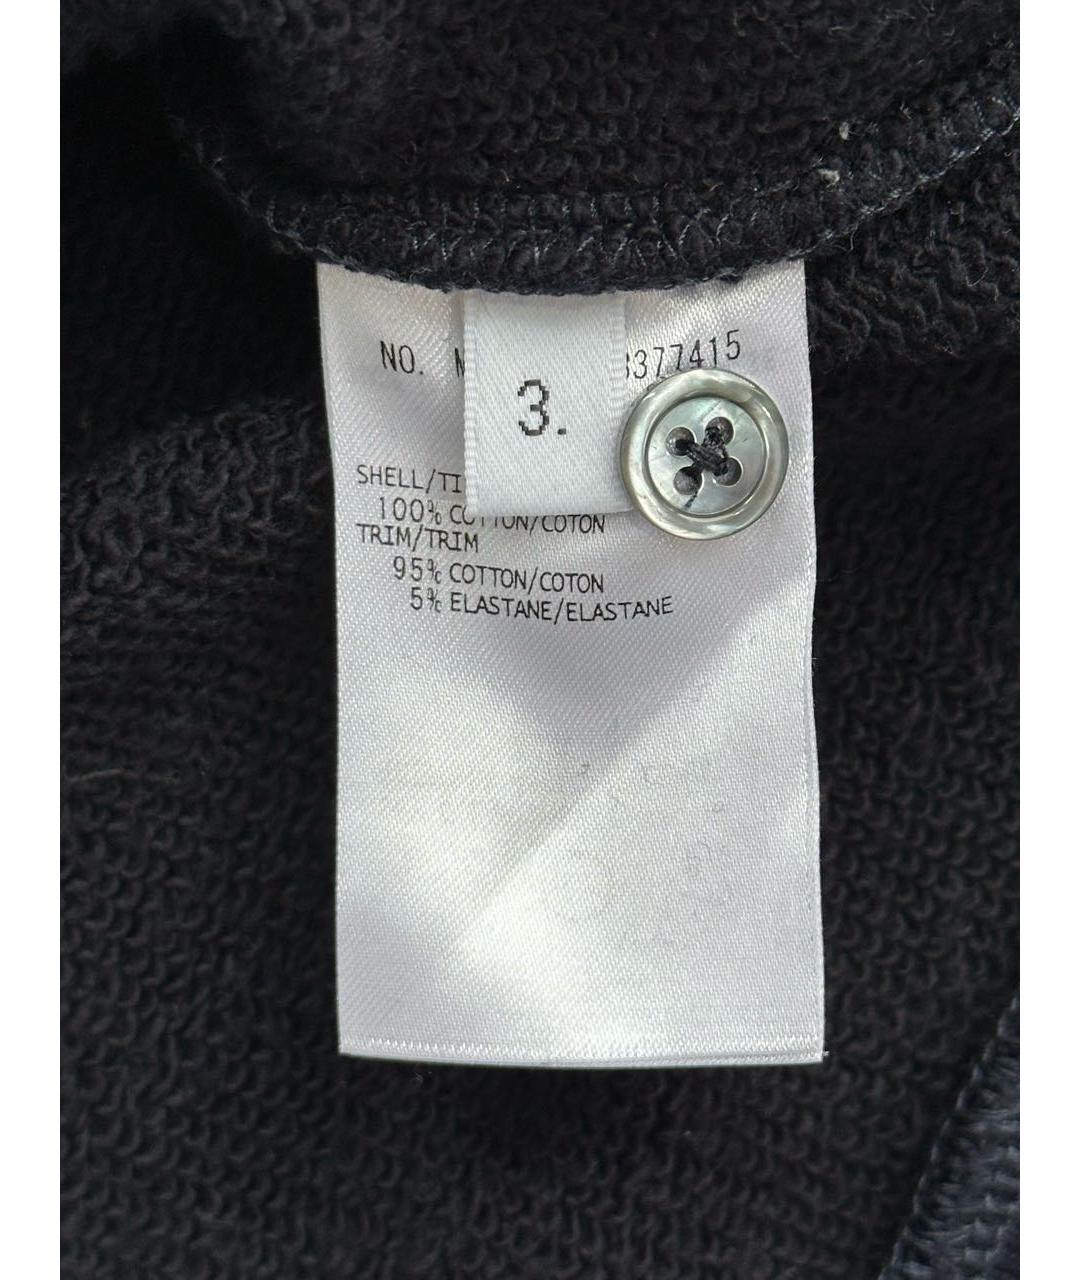 NO. 3377415
3.
SHELL/TI
100% COTTON/COTON
TRIM/TRIM
95% COTTON/COTON
5% ELASTANE/ELASTANE